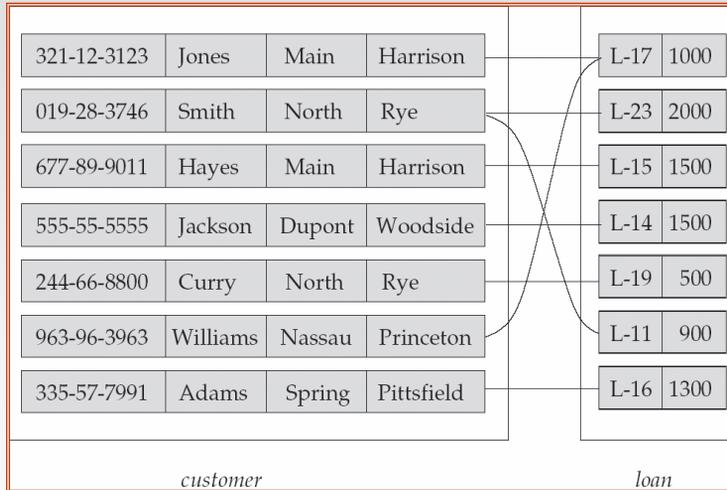 321-12-3123 Jones Main Harrison L-17 1000
019-28-3746 Smith North Rye L-23 2000
677-89-9011 Hayes Main Harrison L-15 1500
555-55-5555 Jackson Dupont Woodside L-14 1500
244-66-8800 Curry North Rye L-19 500
963-96-3963 Williams Nassau Princeton L-11 900
335-57-7991 Adams Spring Pittsfield L-16 1300
customer loan